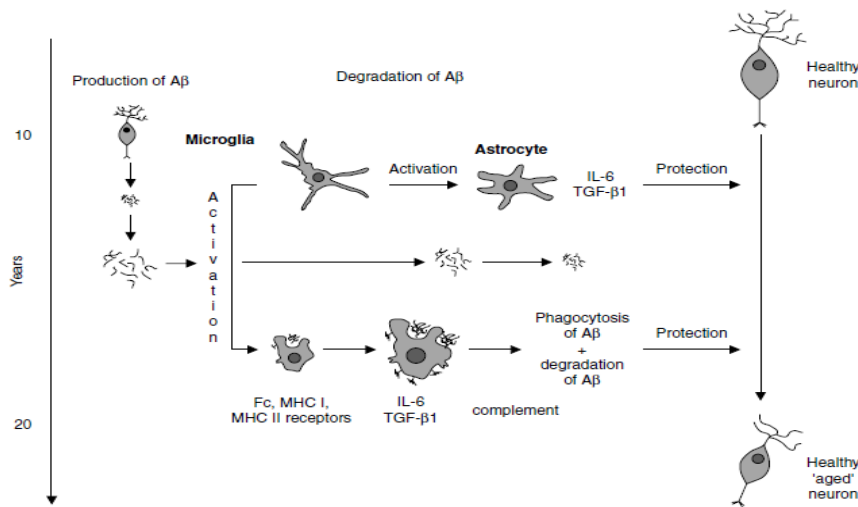 Production of Aβ
Degradation of Aβ
Healthy
neuron
10
Microglia
Astrocyte
Activation
IL-6
TGF-β1
Protection
Activation
Years
Phagocytosis
of Aβ
+
degradation
of Aβ
Protection
Fc, MHC I,
MHC II receptors
IL-6
TGF-β1
complement
20
Healthy
'aged'
neuron